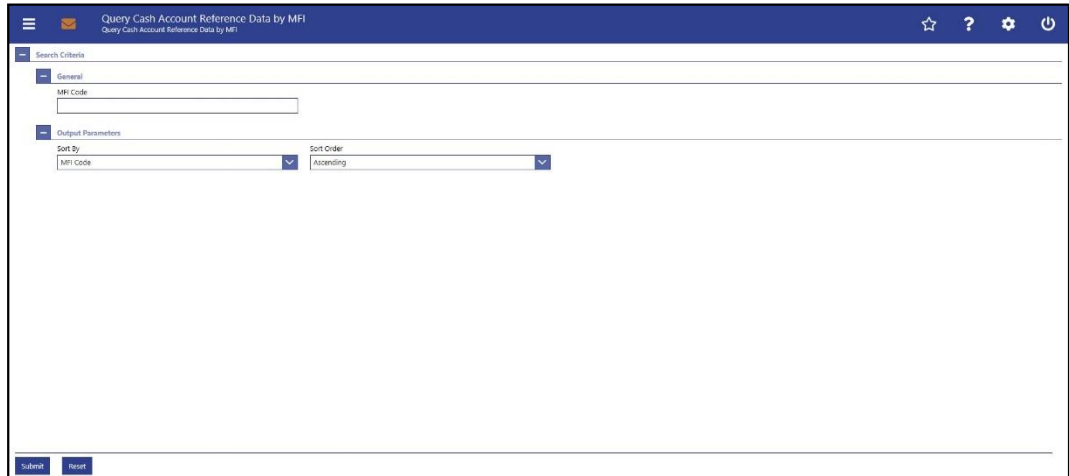 Query Cash Account Reference Data by MFI
Query Cash Account Reference Data by MFI
Search Criteria
General
MFI Code
Output Parameters
Sort By
Sort Order
MFI Code
Ascending
Submit
Reset